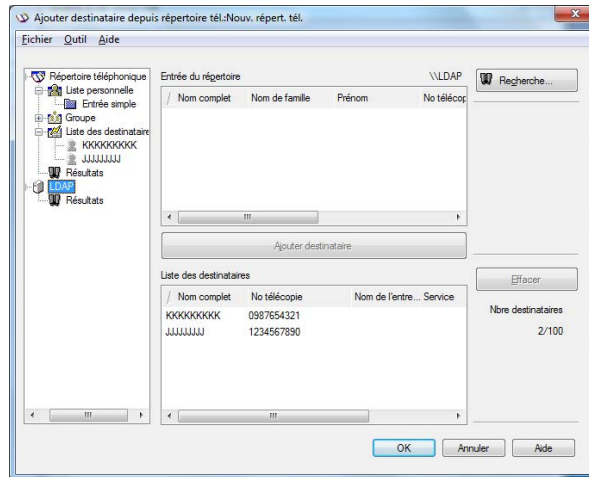 Ajouter destinataire depuis répertoire tél.:Nouv. répert. tél.
Fichier Outil Aide
Répertoire téléphonique
Liste personnelle
Entrée simple
Groupe
Liste des destinataire
KKKKKKKKK
JJJJJJJJJ
Résultats
LDAP
Résultats
Entrée du répertoire \\LDAP
/ Nom complet Nom de famille Prénom No télécop
Ajouter destinataire
Liste des destinataires
/ Nom complet No télécopie Nom de l'entre... Service
KKKKKKKKK 0987654321
JJJJJJJJJ 1234567890
Recherche...
Effacer
Nbre destinataires
2/100
OK Annuler Aide